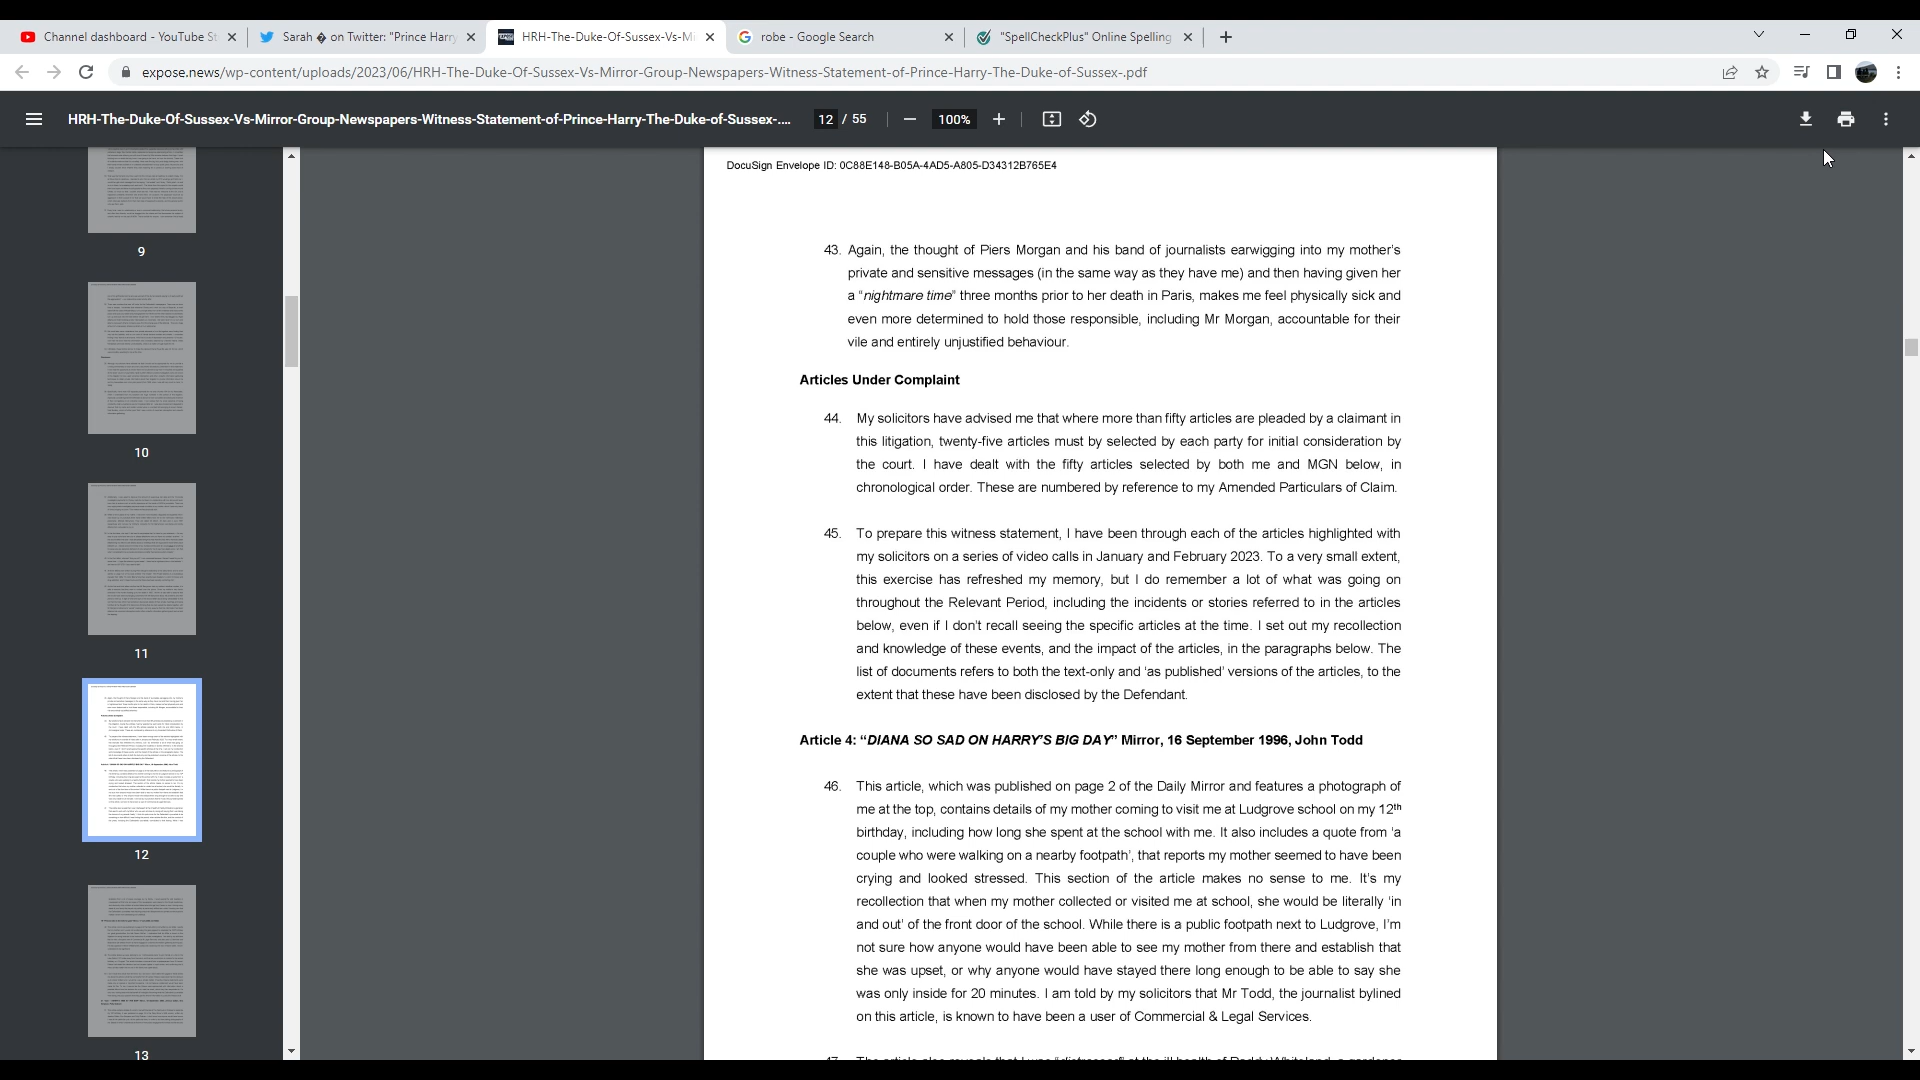 Channel dashboard - YouTube St
Sarah � on Twitter: "Prince Harry
HRH-The-Duke-Of-Sussex-Vs-Mi
robe - Google Search
"SpellCheckPlus" Online Spelling
expose.news/wp-content/uploads/2023/06/HRH-The-Duke-Of-Sussex-Vs-Mirror-Group-Newspapers-Witness-Statement-of-Prince-Harry-The-Duke-of-Sussex-.pdf
HRH-The-Duke-Of-Sussex-Vs-Mirror-Group-Newspapers-Witness-Statement-of-Prince-Harry-The-Duke-of-Sussex-....
12 / 55
100%
9
10
11
12
13
DocuSign Envelope ID: 0C88E148-B05A-4AD5-A805-D34312B765E4
43. Again, the thought of Piers Morgan and his band of journalists earwigging into my mother's
private and sensitive messages (in the same way as they have me) and then having given her
a "nightmare time" three months prior to her death in Paris, makes me feel physically sick and
even more determined to hold those responsible, including Mr Morgan, accountable for their
vile and entirely unjustified behaviour.
Articles Under Complaint
44. My solicitors have advised me that where more than fifty articles are pleaded by a claimant in
this litigation, twenty-five articles must by selected by each party for initial consideration by
the court. I have dealt with the fifty articles selected by both me and MGN below, in
chronological order. These are numbered by reference to my Amended Particulars of Claim.
45. To prepare this witness statement, I have been through each of the articles highlighted with
my solicitors on a series of video calls in January and February 2023. To a very small extent,
this exercise has refreshed my memory, but I do remember a lot of what was going on
throughout the Relevant Period, including the incidents or stories referred to in the articles
below, even if I don't recall seeing the specific articles at the time. I set out my recollection
and knowledge of these events, and the impact of the articles, in the paragraphs below. The
list of documents refers to both the text-only and 'as published' versions of the articles, to the
extent that these have been disclosed by the Defendant.
Article 4: "DIANA SO SAD ON HARRY'S BIG DAY" Mirror, 16 September 1996, John Todd
46. This article, which was published on page 2 of the Daily Mirror and features a photograph of
me at the top, contains details of my mother coming to visit me at Ludgrove school on my 12th
birthday, including how long she spent at the school with me. It also includes a quote from 'a
couple who were walking on a nearby footpath', that reports my mother seemed to have been
crying and looked stressed. This section of the article makes no sense to me. It's my
recollection that when my mother collected or visited me at school, she would be literally 'in
and out' of the front door of the school. While there is a public footpath next to Ludgrove, I'm
not sure how anyone would have been able to see my mother from there and establish that
she was upset, or why anyone would have stayed there long enough to be able to say she
was only inside for 20 minutes. I am told by my solicitors that Mr Todd, the journalist bylined
on this article, is known to have been a user of Commercial & Legal Services.